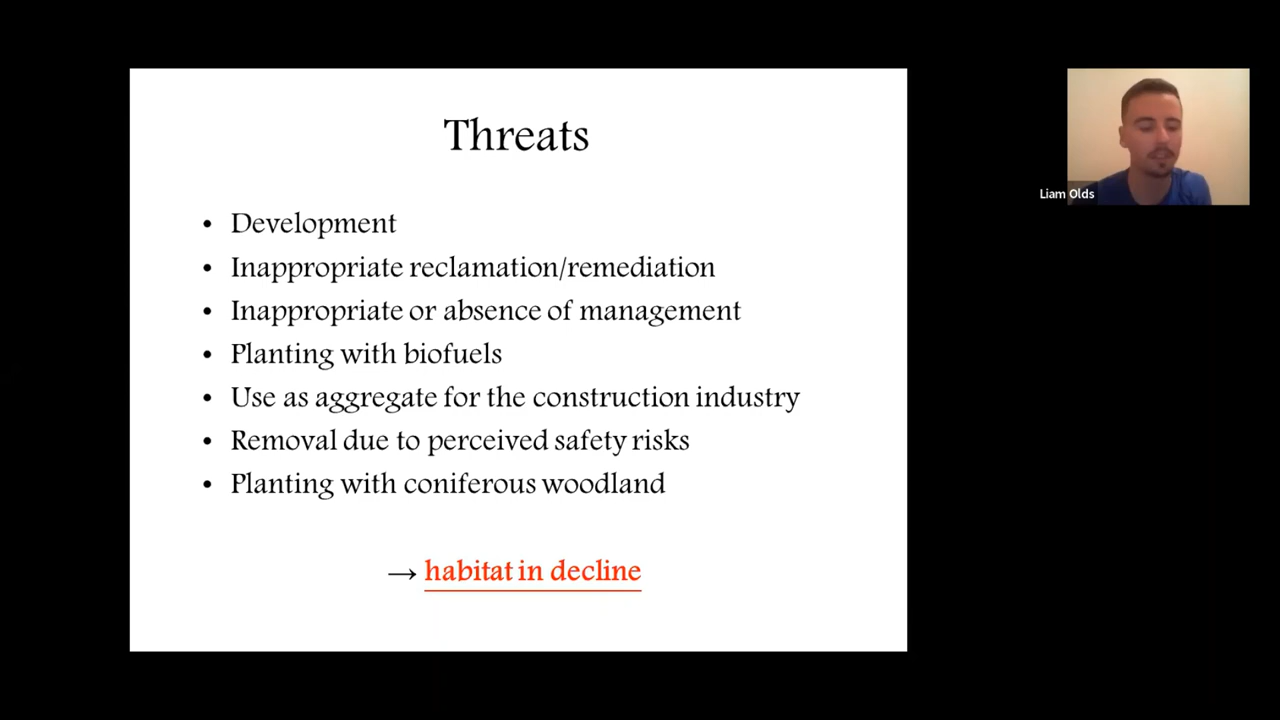 Threats
• Development
• Inappropriate reclamation/remediation
• Inappropriate or absence of management
• Planting with biofuels
• Use as aggregate for the construction industry
• Removal due to perceived safety risks
• Planting with coniferous woodland
→ habitat in decline
Liam Olds